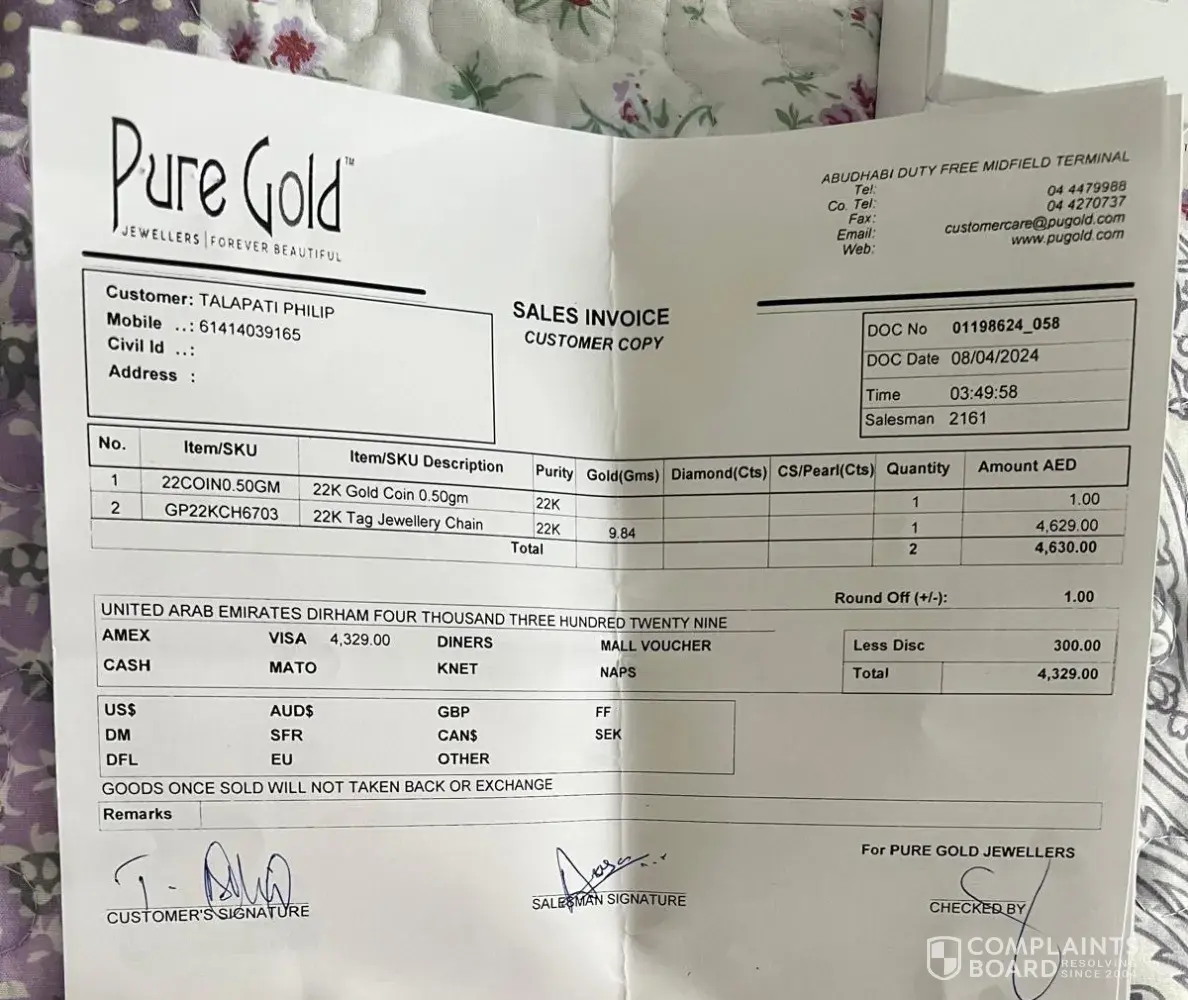 Pure Gold™
JEWELLERS | FOREVER BEAUTIFUL
ABUDHABI DUTY FREE MIDFIELD TERMINAL
Tel: 04 4479988
Co. Tel: 04 4270737
Fax:
Email: customercare@pugold.com
Web: www.pugold.com
Customer: TALAPATI PHILIP
Mobile ..: 61414039165
Civil Id ..:
Address :
SALES INVOICE
CUSTOMER COPY
DOC No 01198624_058
DOC Date 08/04/2024
Time 03:49:58
Salesman 2161
No. Item/SKU Item/SKU Description Purity Gold(Gms) Diamond(Cts) CS/Pearl(Cts) Quantity Amount AED
1 22COIN0.50GM 22K Gold Coin 0.50gm 22K 1 1.00
2 GP22KCH6703 22K Tag Jewellery Chain 22K 9.84 1 4,629.00
Total 2 4,630.00
Round Off (+/-): 1.00
UNITED ARAB EMIRATES DIRHAM FOUR THOUSAND THREE HUNDRED TWENTY NINE
AMEX VISA 4,329.00 DINERS MALL VOUCHER
CASH MATO KNET NAPS
Less Disc 300.00
Total 4,329.00
US$ AUD$ GBP FF
DM SFR CAN$ SEK
DFL EU OTHER
GOODS ONCE SOLD WILL NOT TAKEN BACK OR EXCHANGE
Remarks
For PURE GOLD JEWELLERS
CUSTOMER'S SIGNATURE
SALESMAN SIGNATURE
CHECKED BY
COMPLAINTS
BOARD RESOLVING
SINCE 2004